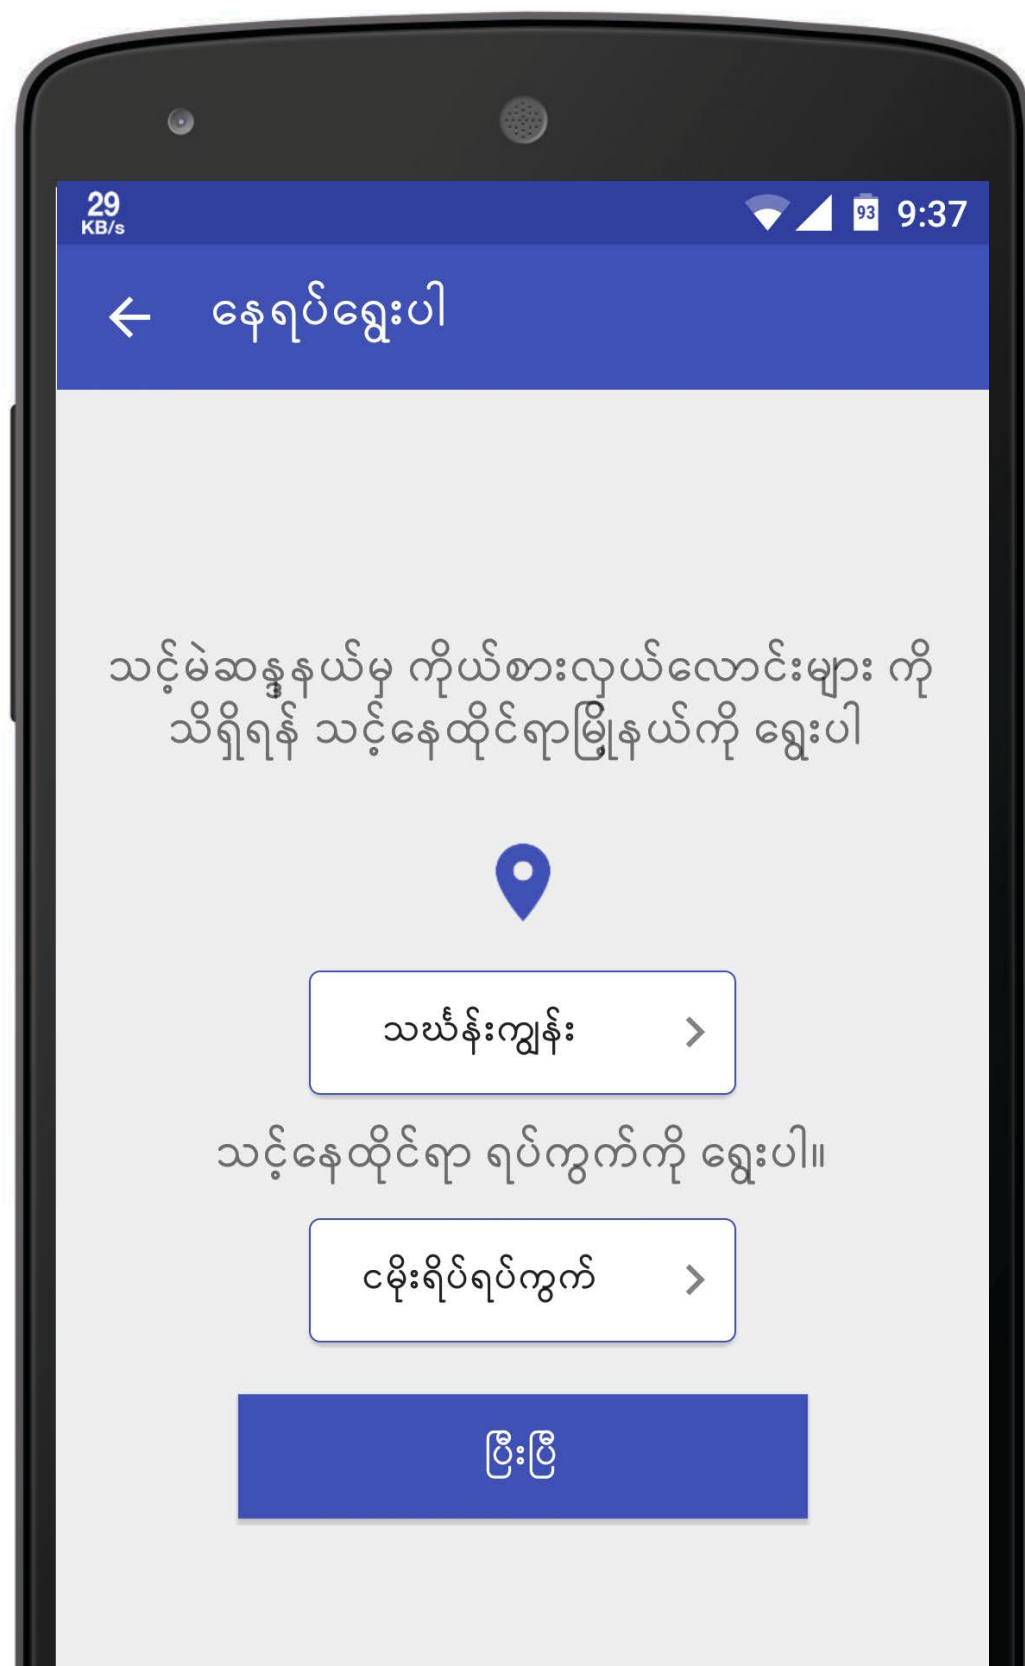 29
KB/s
93
9:37
နေရပ်ရွေးပါ
သင့်မဲဆန္ဒနယ်မှ ကိုယ်စားလှယ်လောင်းများ ကို
သိရှိရန် သင့်နေထိုင်ရာမြို့နယ်ကို ရွေးပါ
သင်္ဃန်းကျွန်း
သင့်နေထိုင်ရာ ရပ်ကွက်ကို ရွေးပါ။
ငမိုးရိပ်ရပ်ကွက်
ပြီးပြီ